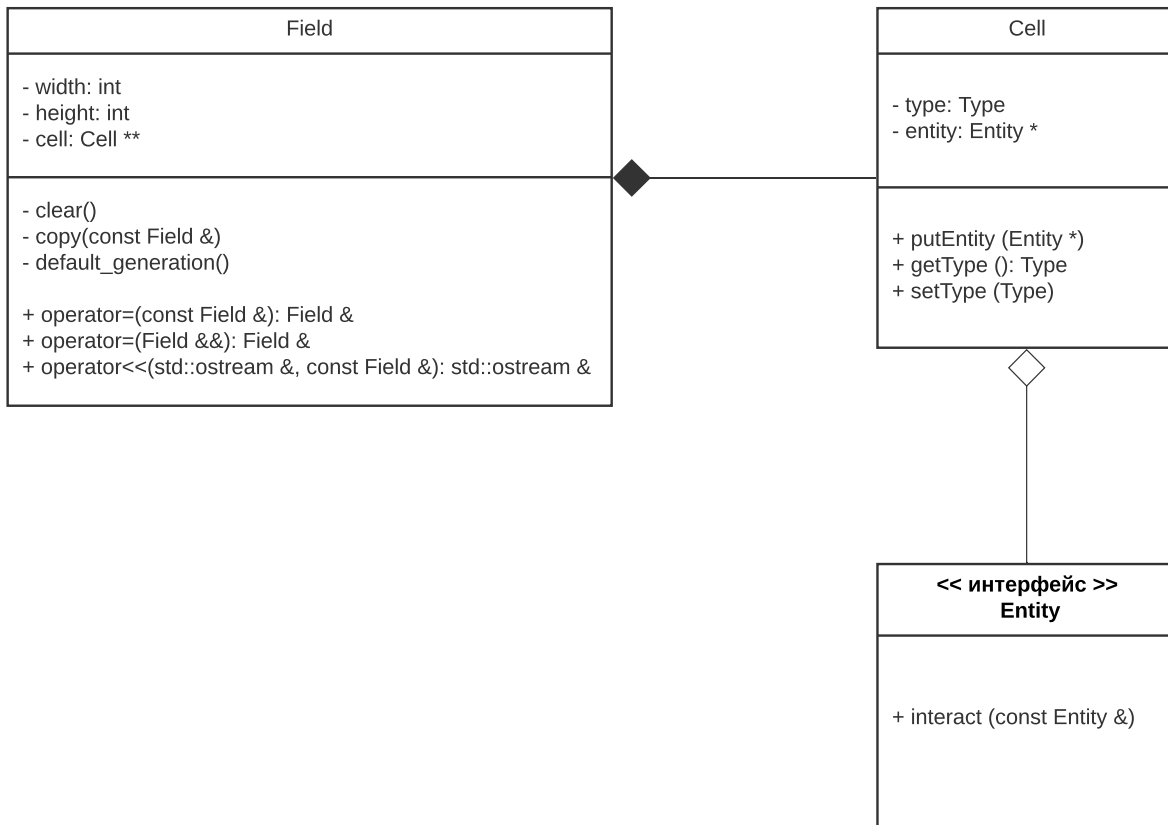 Field
- width: int
- height: int
- cell: Cell **
- clear()
- copy(const Field &)
- default_generation()
+ operator=(const Field &): Field &
+ operator=(Field &&): Field &
+ operator<<(std::ostream &, const Field &): std::ostream &
Cell
- type: Type
- entity: Entity *
+ putEntity (Entity *)
+ getType (): Type
+ setType (Type)
<< интерфейс >>
Entity
+ interact (const Entity &)